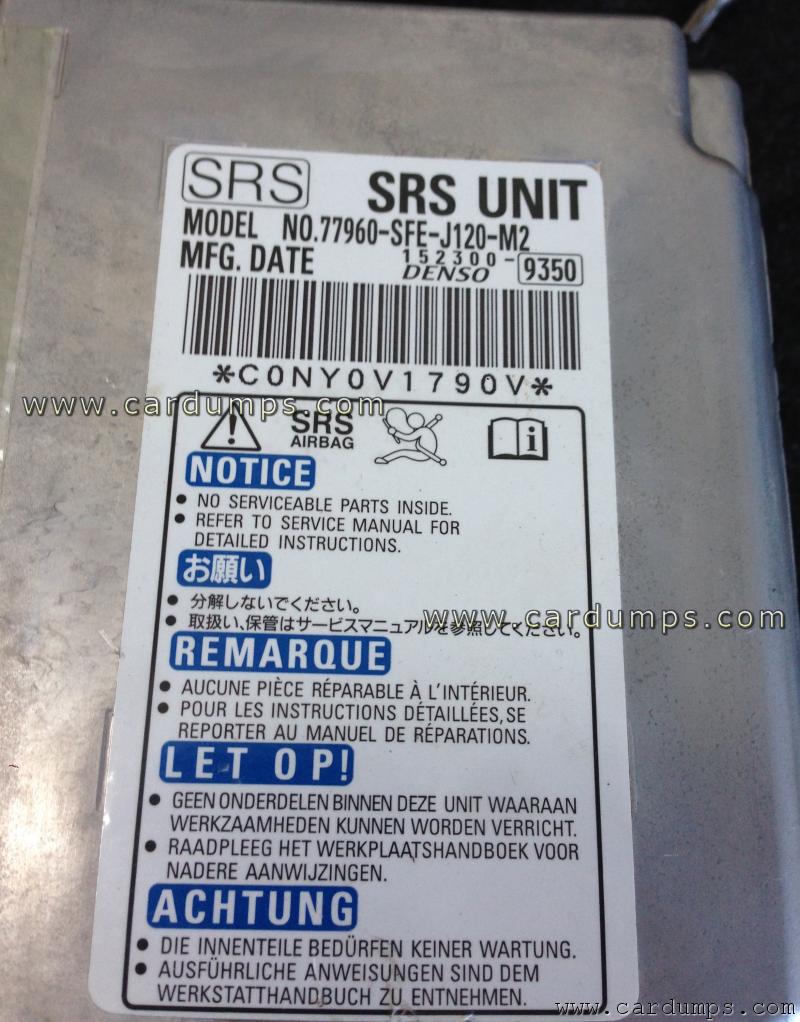 SRS SRS UNIT
MODEL NO.77960-SFE-J120-M2
MFG. DATE 152300-9350
DENSO
*C0NY0V1790V*
www.cardumps.com
SRS
AIRBAG
i
NOTICE
• NO SERVICEABLE PARTS INSIDE.
• REFER TO SERVICE MANUAL FOR
DETAILED INSTRUCTIONS.
お願い
• 分解しないでください。
• 取扱い、保管はサービスマニュアルを参照してください。
www.cardumps.com
REMARQUE
• AUCUNE PIÈCE RÉPARABLE À L'INTÉRIEUR.
• POUR LES INSTRUCTIONS DÉTAILLÉES, SE
REPORTER AU MANUEL DE RÉPARATIONS.
LET OP!
• GEEN ONDERDELEN BINNEN DEZE UNIT WAARAAN
WERKZAAMHEDEN KUNNEN WORDEN VERRICHT.
• RAADPLEEG HET WERKPLAATSHANDBOEK VOOR
NADERE AANWIJZINGEN.
ACHTUNG
• DIE INNENTEILE BEDÜRFEN KEINER WARTUNG.
• AUSFÜHRLICHE ANWEISUNGEN SIND DEM
WERKSTATTHANDBUCH ZU ENTNEHMEN.
www.cardumps.com